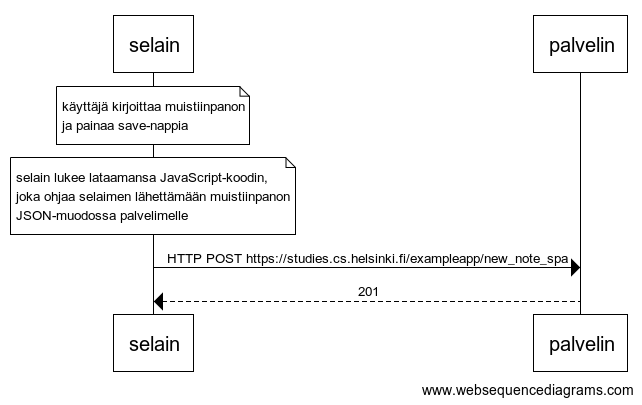 selain
palvelin
käyttäjä kirjoittaa muistiinpanon
ja painaa save-nappia
selain lukee lataamansa JavaScript-koodin,
joka ohjaa selaimen lähettämään muistiinpanon
JSON-muodossa palvelimelle
HTTP POST https://studies.cs.helsinki.fi/exampleapp/new_note_spa
201
selain
palvelin
www.websequencediagrams.com